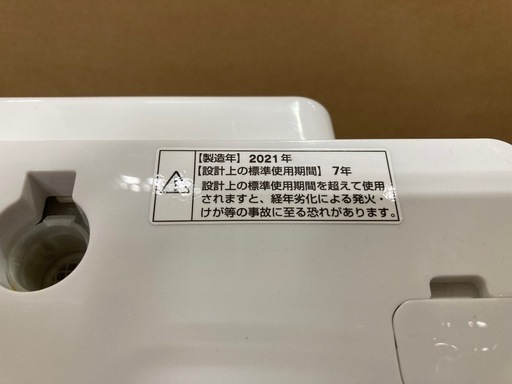 【製造年】2021年
【設計上の標準使用期間】7年
設計上の標準使用期間を超えて使用
されますと、経年劣化による発火・
けが等の事故に至る恐れがあります。